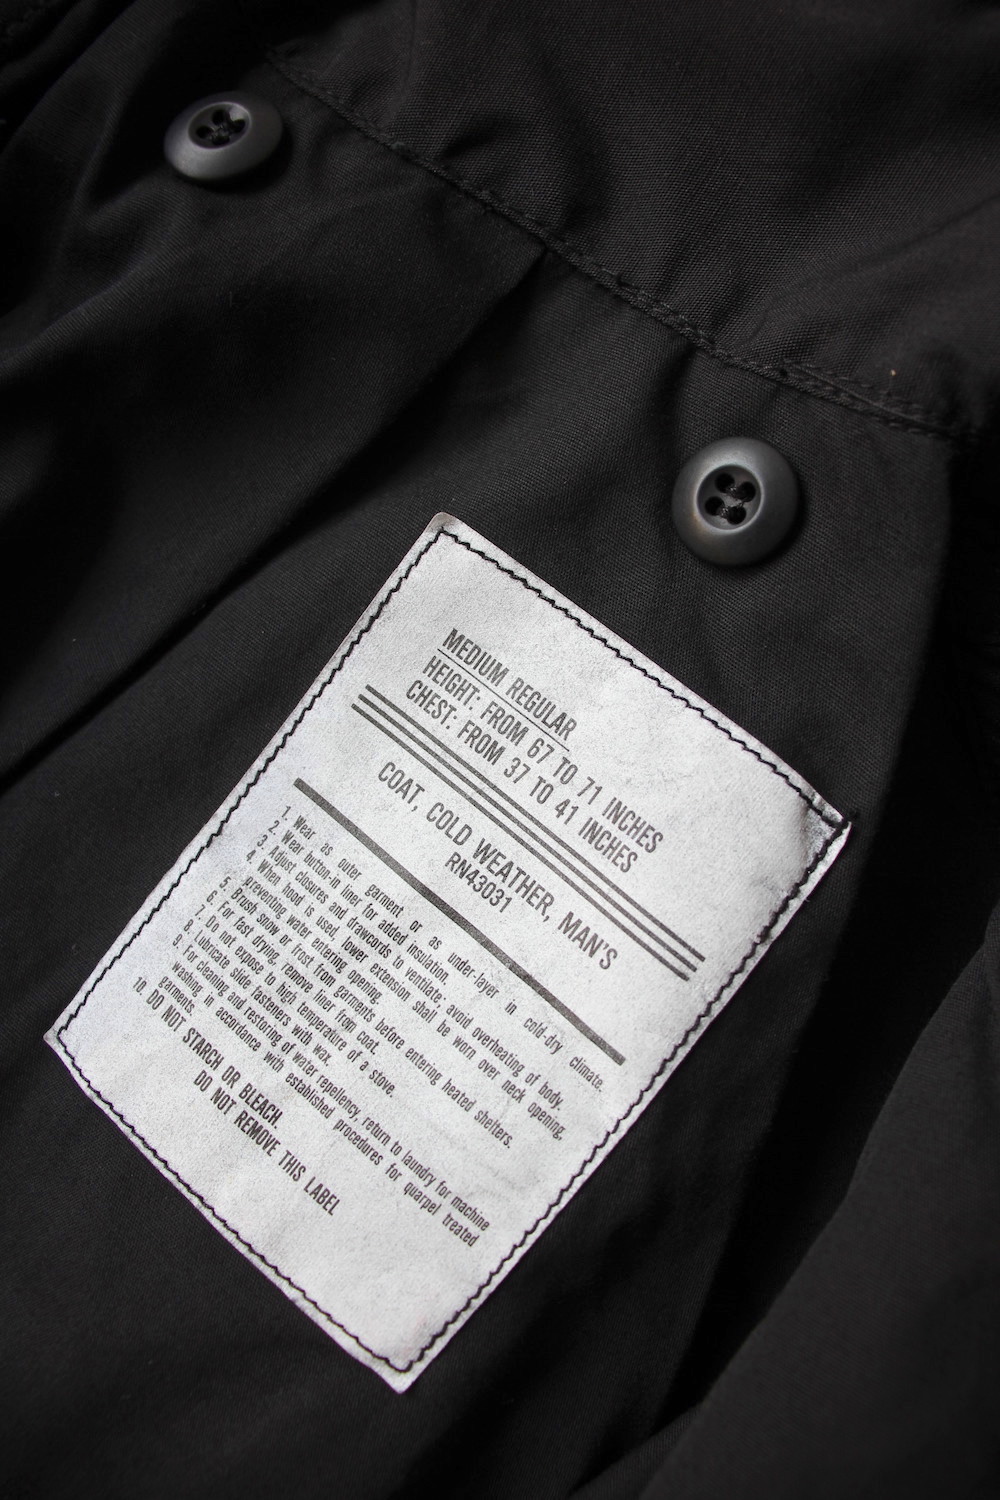 MEDIUM REGULAR
HEIGHT: FROM 67 TO 71 INCHES
CHEST: FROM 37 TO 41 INCHES
COAT, COLD WEATHER, MAN'S
RN43031
1. Wear as outer garment or as under-layer in cold-dry climate.
2. Wear button-in liner for added insulation.
3. Adjust closures and drawcords to ventilate: avoid overheating of body.
4. When hood is used, lower extension shall be worn over neck opening,
preventing water entering opening.
5. Brush snow or frost from garments before entering heated shelters.
6. For fast drying, remove liner from coat.
7. Do not expose to high temperature of a stove.
8. Lubricate slide fasteners with wax.
9. For cleaning and restoring of water repellency, return to laundry for machine
washing in accordance with established procedures for quarpel treated
garments.
10. DO NOT STARCH OR BLEACH.
DO NOT REMOVE THIS LABEL